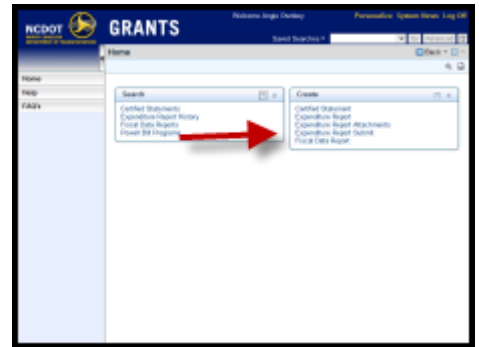 NCDOT
GRANTS
Welcome Angie
Personalize System News Log Off
Saved Searches
Go Advanced
Home
Back
Home
Help
FAQ's
Search
Certified Statements
Expenditure Report History
Fiscal Data Reports
Powell Bill Programs
Create
Certified Statement
Expenditure Report
Expenditure Report Attachments
Expenditure Report Submit
Fiscal Data Report